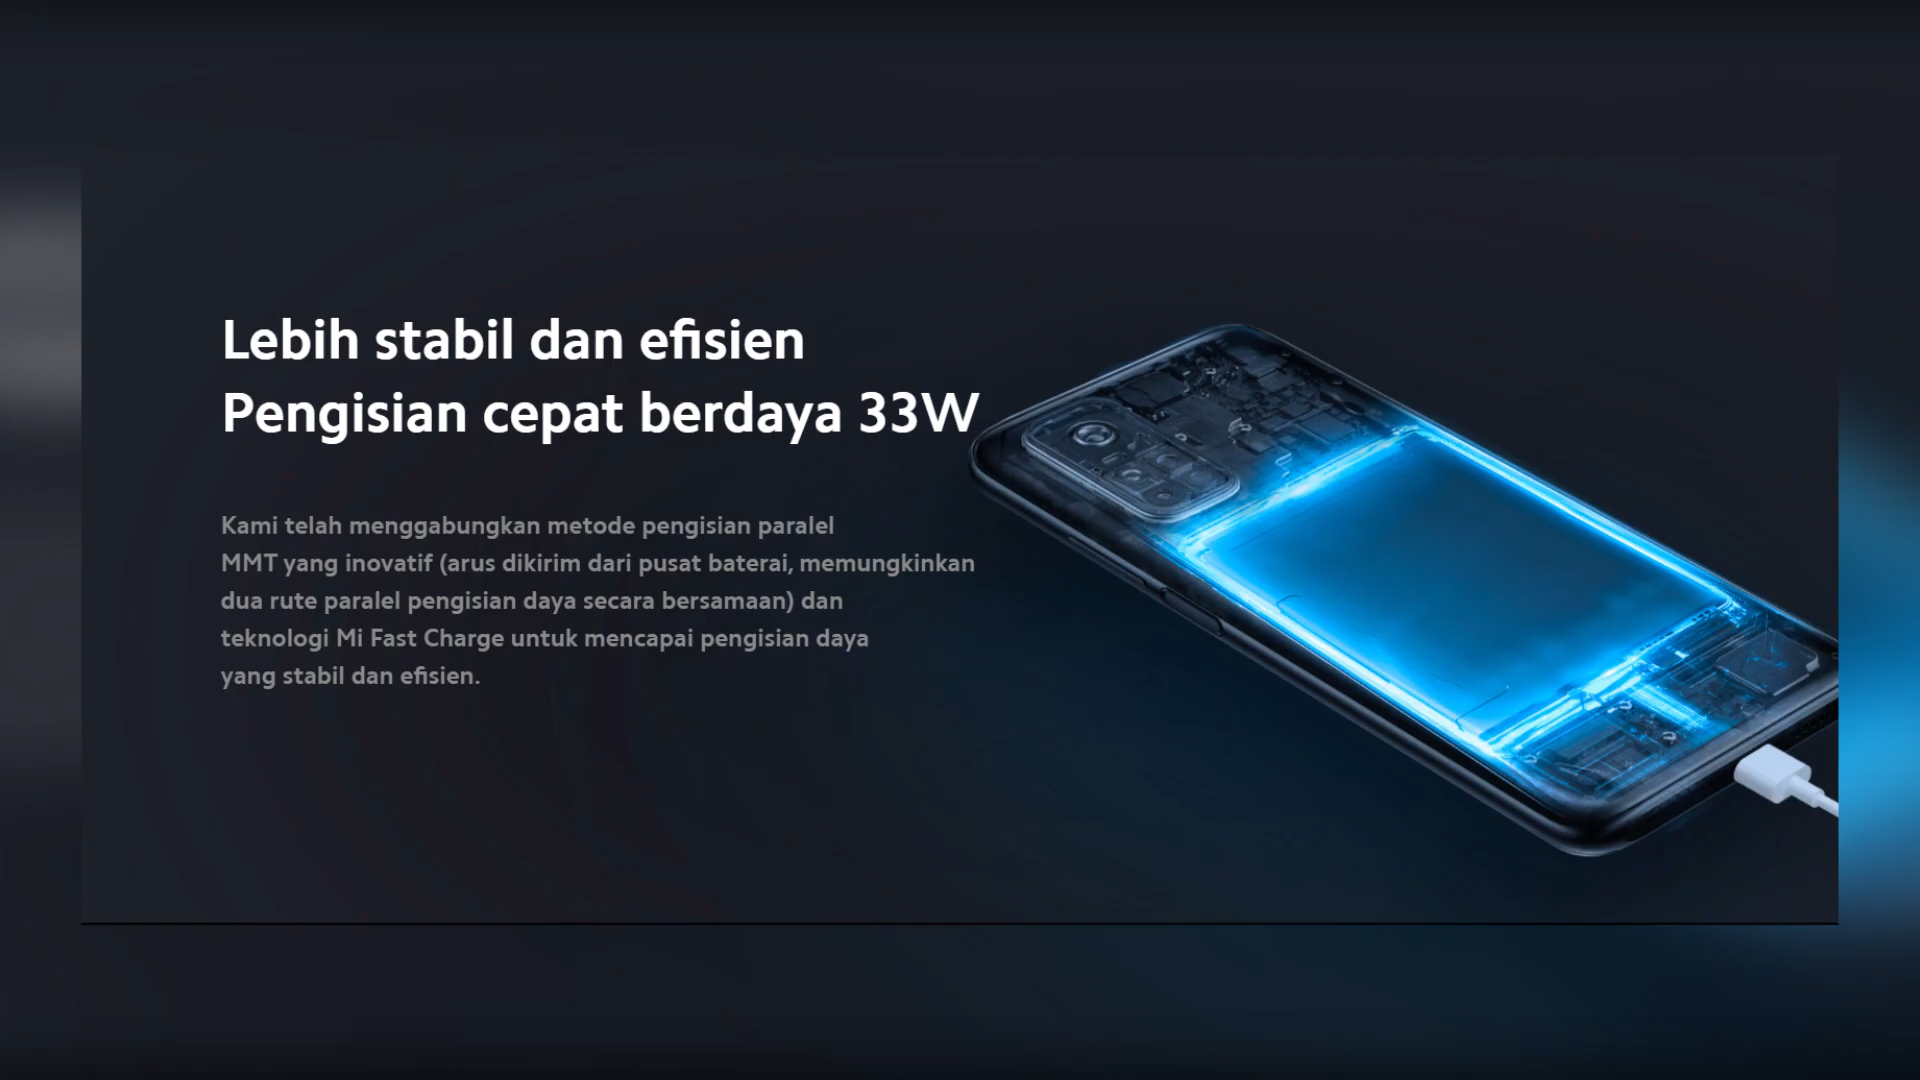 Lebih stabil dan efisien
Pengisian cepat berdaya 33W
Kami telah menggabungkan metode pengisian paralel
MMT yang inovatif (arus dikirim dari pusat baterai, memungkinkan
dua rute paralel pengisian daya secara bersamaan) dan
teknologi Mi Fast Charge untuk mencapai pengisian daya
yang stabil dan efisien.